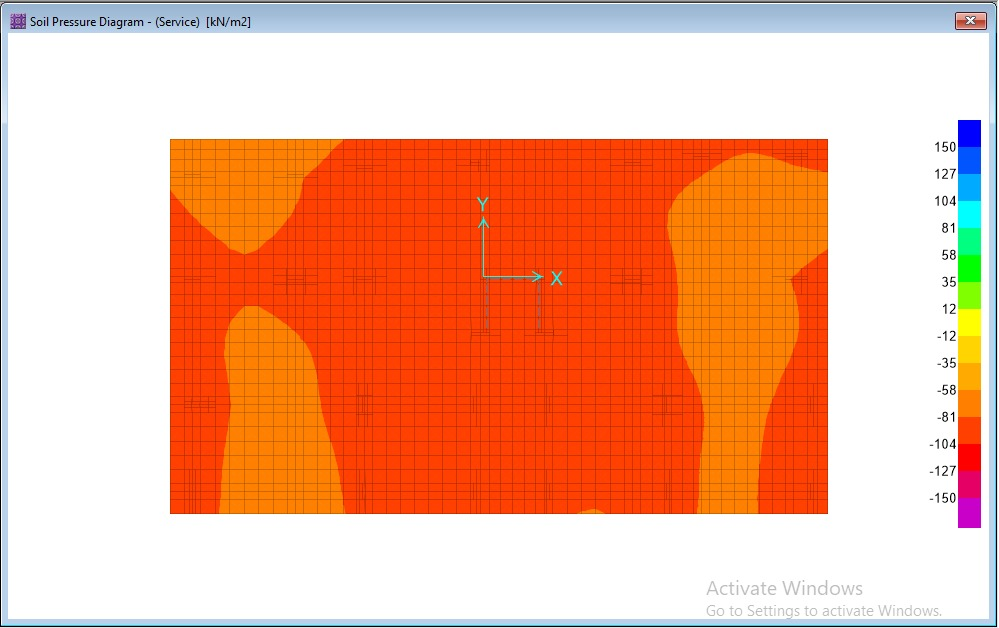 Soil Pressure Diagram - (Service) [kN/m2]
150
127
104
81
58
35
12
-12
-35
-58
-81
-104
-127
-150
Y
X
Activate Windows
Go to Settings to activate Windows.